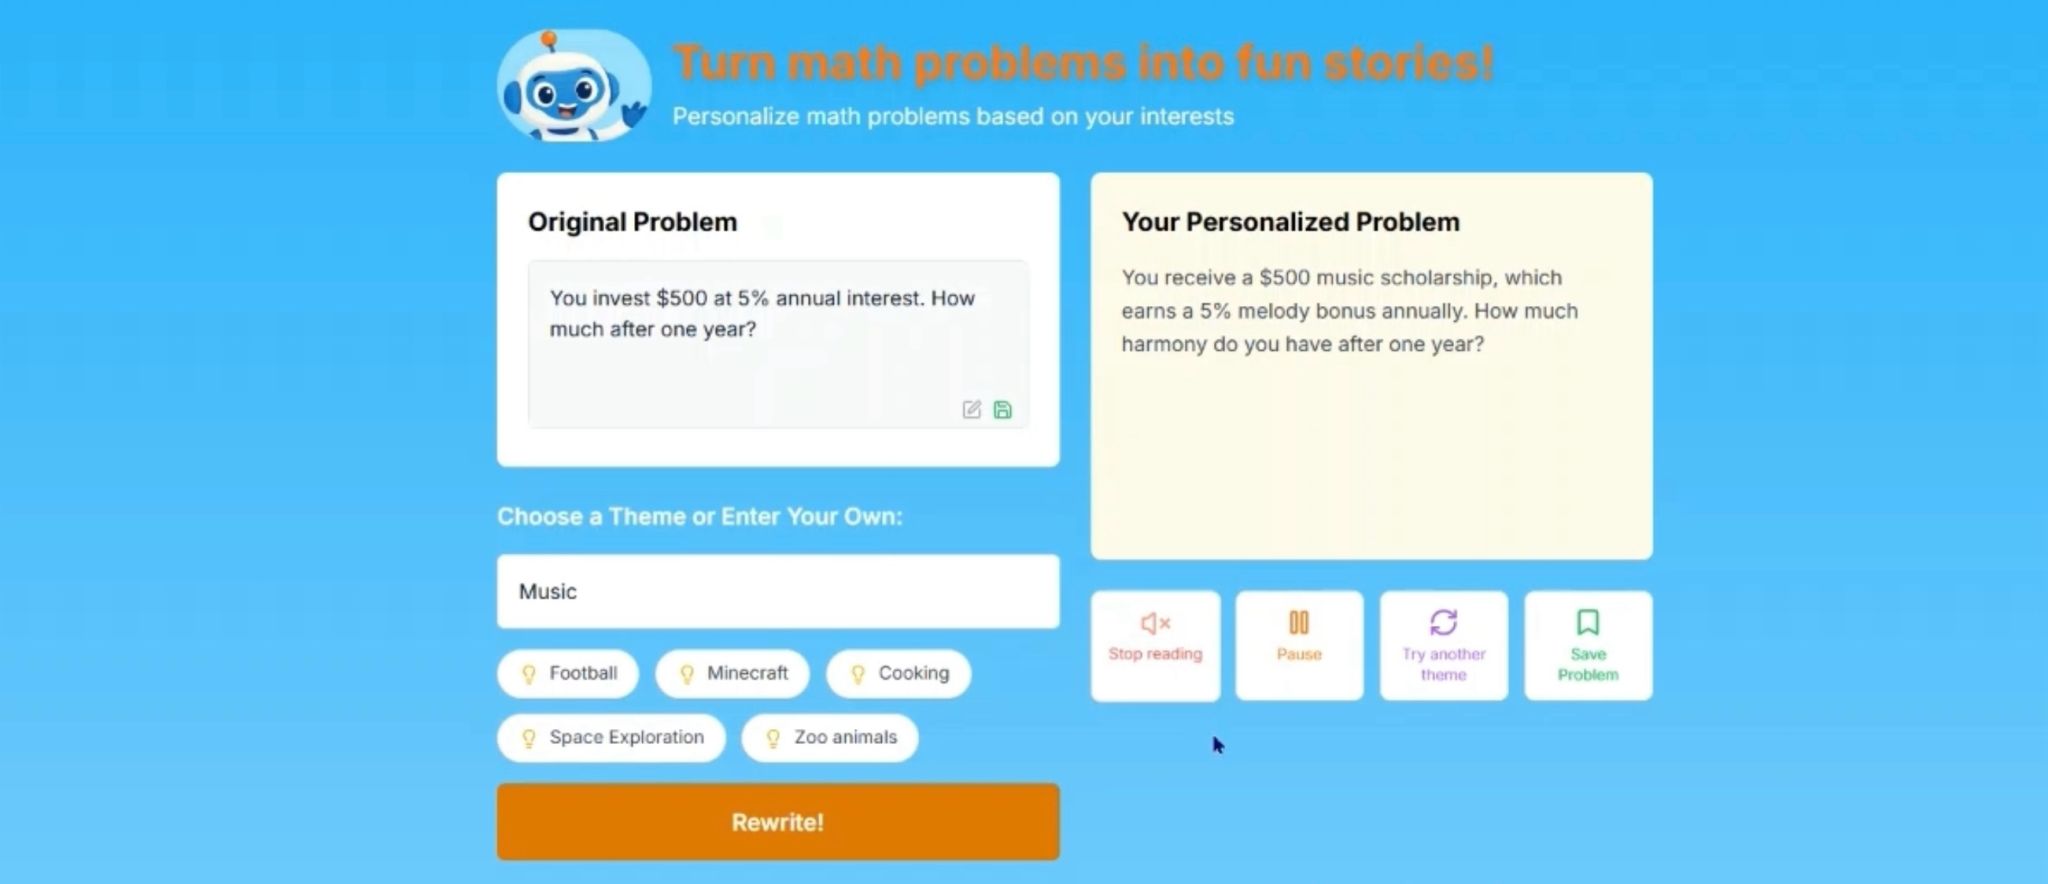 Turn math problems into fun stories!
Personalize math problems based on your interests
Original Problem
You invest $500 at 5% annual interest. How
much after one year?
Choose a Theme or Enter Your Own:
Music
Football
Minecraft
Cooking
Space Exploration
Zoo animals
Rewrite!
Your Personalized Problem
You receive a $500 music scholarship, which
earns a 5% melody bonus annually. How much
harmony do you have after one year?
Stop reading
Pause
Try another
theme
Save
Problem